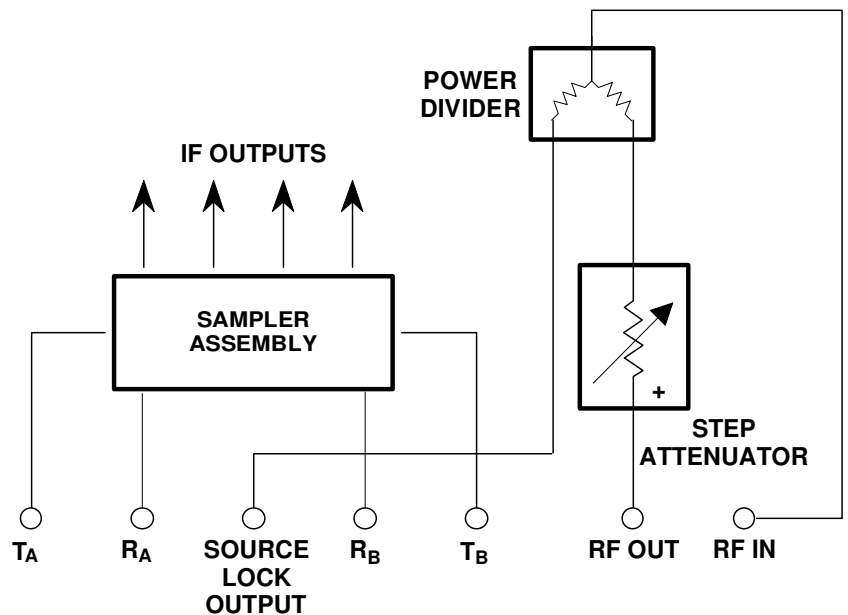 POWER
DIVIDER
IF OUTPUTS
SAMPLER
ASSEMBLY
+
STEP
ATTENUATOR
TA
RA
SOURCE
LOCK
OUTPUT
RB
TB
RF OUT
RF IN